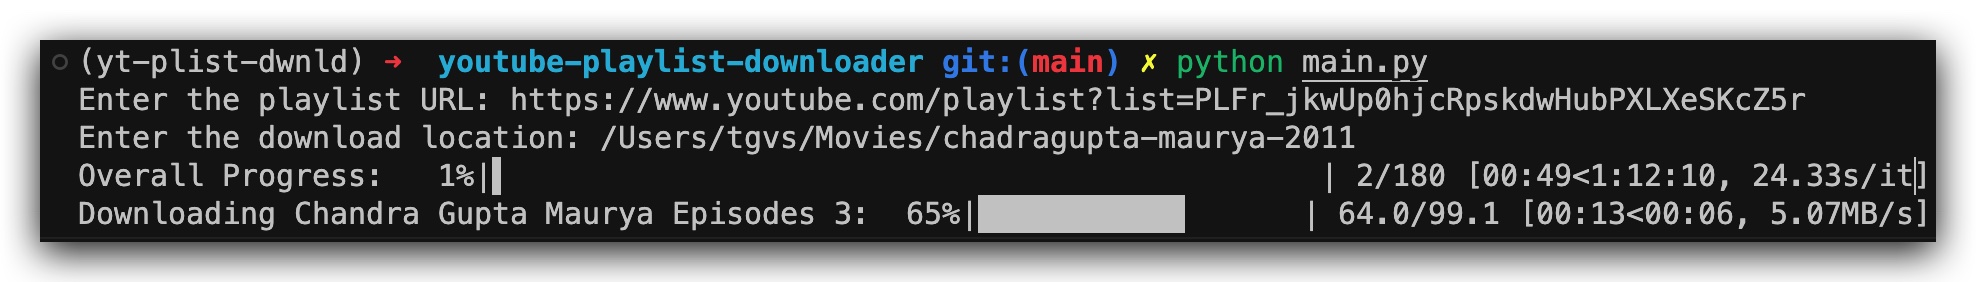 (yt-plist-dwnld) ➜ youtube-playlist-downloader git:(main) ✗ python main.py
Enter the playlist URL: https://www.youtube.com/playlist?list=PLFr_jkwUp0hjcRpskdwHubPXLXeSKcZ5r
Enter the download location: /Users/tgvs/Movies/chadragupta-maurya-2011
Overall Progress: 1%| | 2/180 [00:49<1:12:10, 24.33s/it]
Downloading Chandra Gupta Maurya Episodes 3: 65%| | 64.0/99.1 [00:13<00:06, 5.07MB/s]